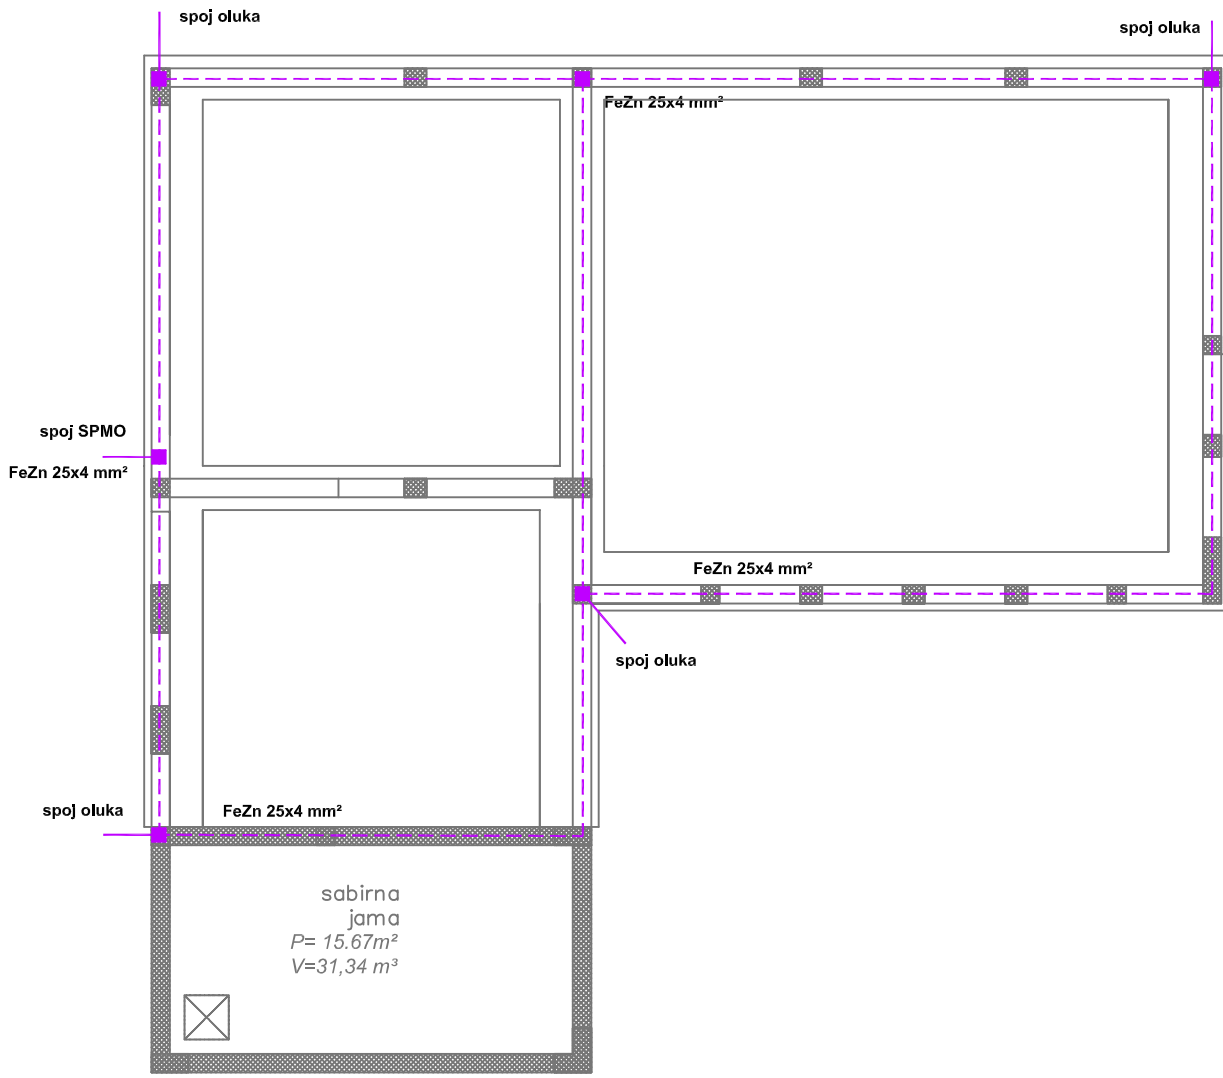 spoj oluka
spoj oluka
FeZn 25x4 mm²
spoj SPMO
FeZn 25x4 mm²
FeZn 25x4 mm²
spoj oluka
spoj oluka
FeZn 25x4 mm²
sabirna
jama
P= 15.67m²
V=31,34 m³